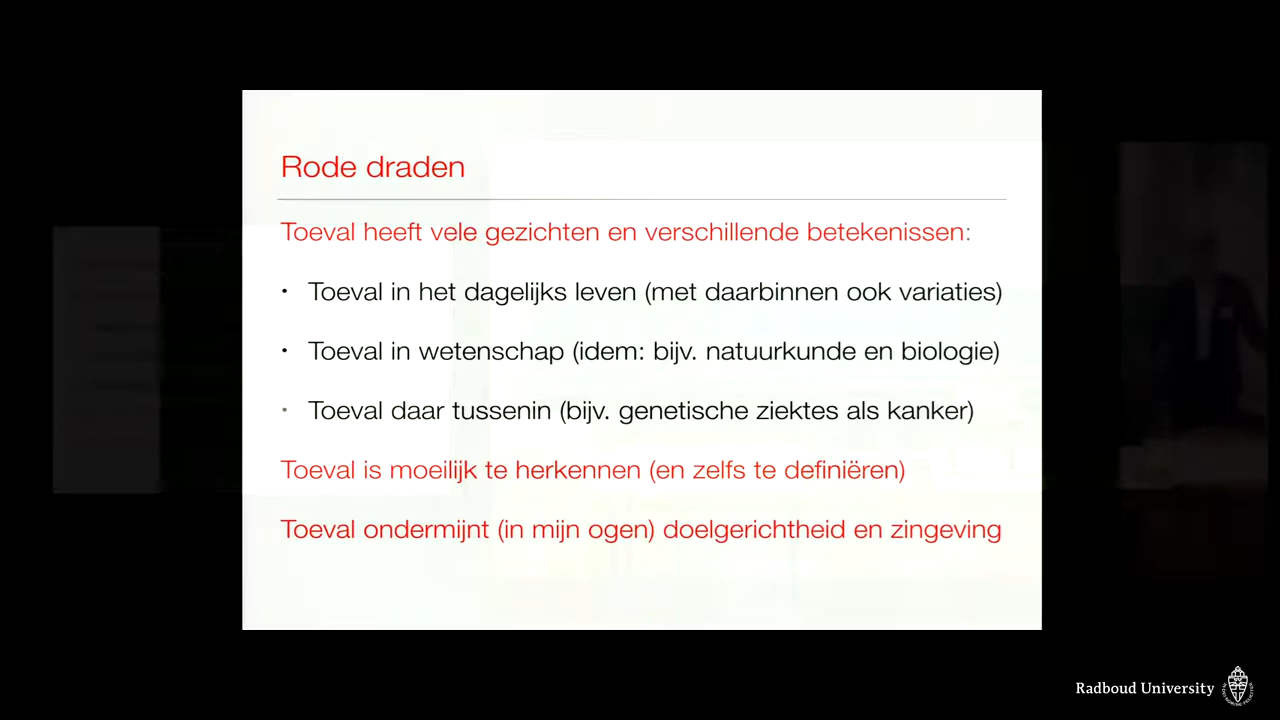 Rode draden
Toeval heeft vele gezichten en verschillende betekenissen:
• Toeval in het dagelijks leven (met daarbinnen ook variaties)
• Toeval in wetenschap (idem: bijv. natuurkunde en biologie)
• Toeval daar tussenin (bijv. genetische ziektes als kanker)
Toeval is moeilijk te herkennen (en zelfs te definiëren)
Toeval ondermijnt (in mijn ogen) doelgerichtheid en zingeving
Radboud University